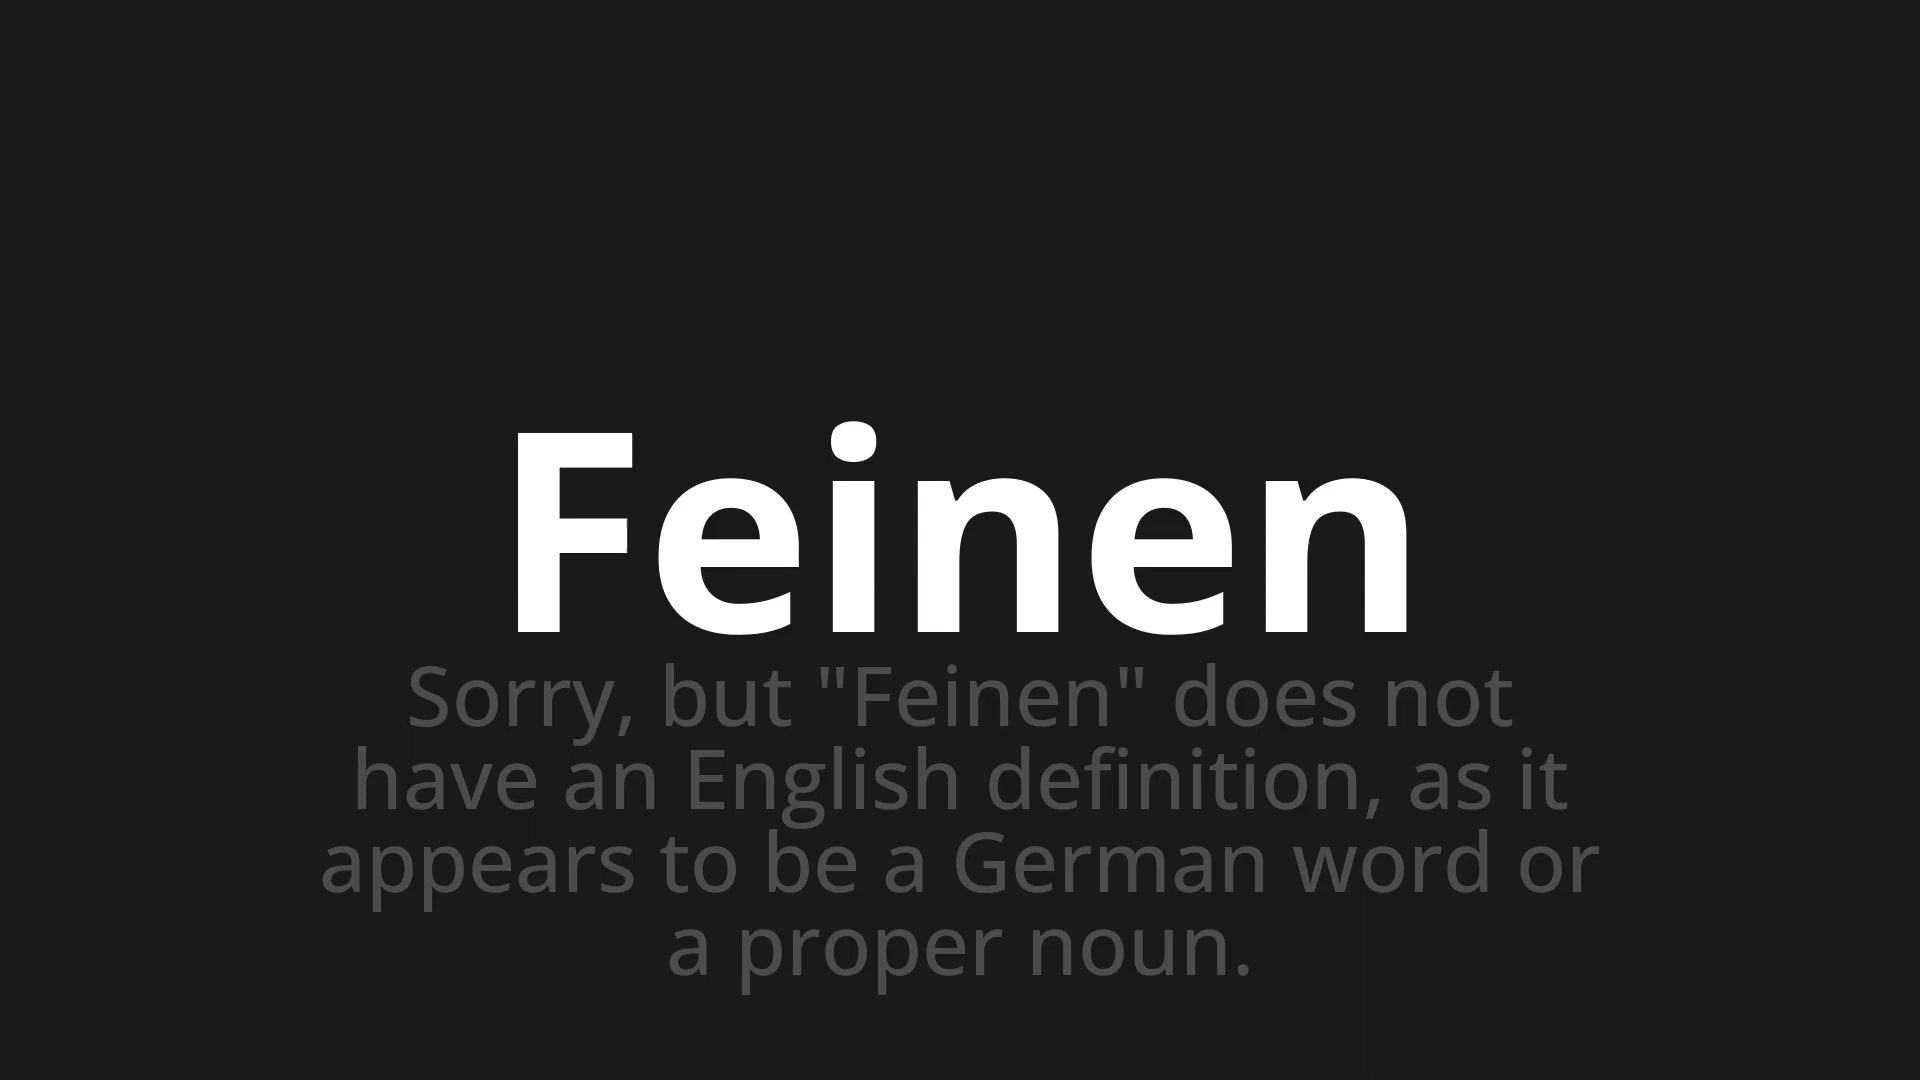 Feinen
Sorry, but "Feinen" does not
have an English definition, as it
appears to be a German word or
a proper noun.